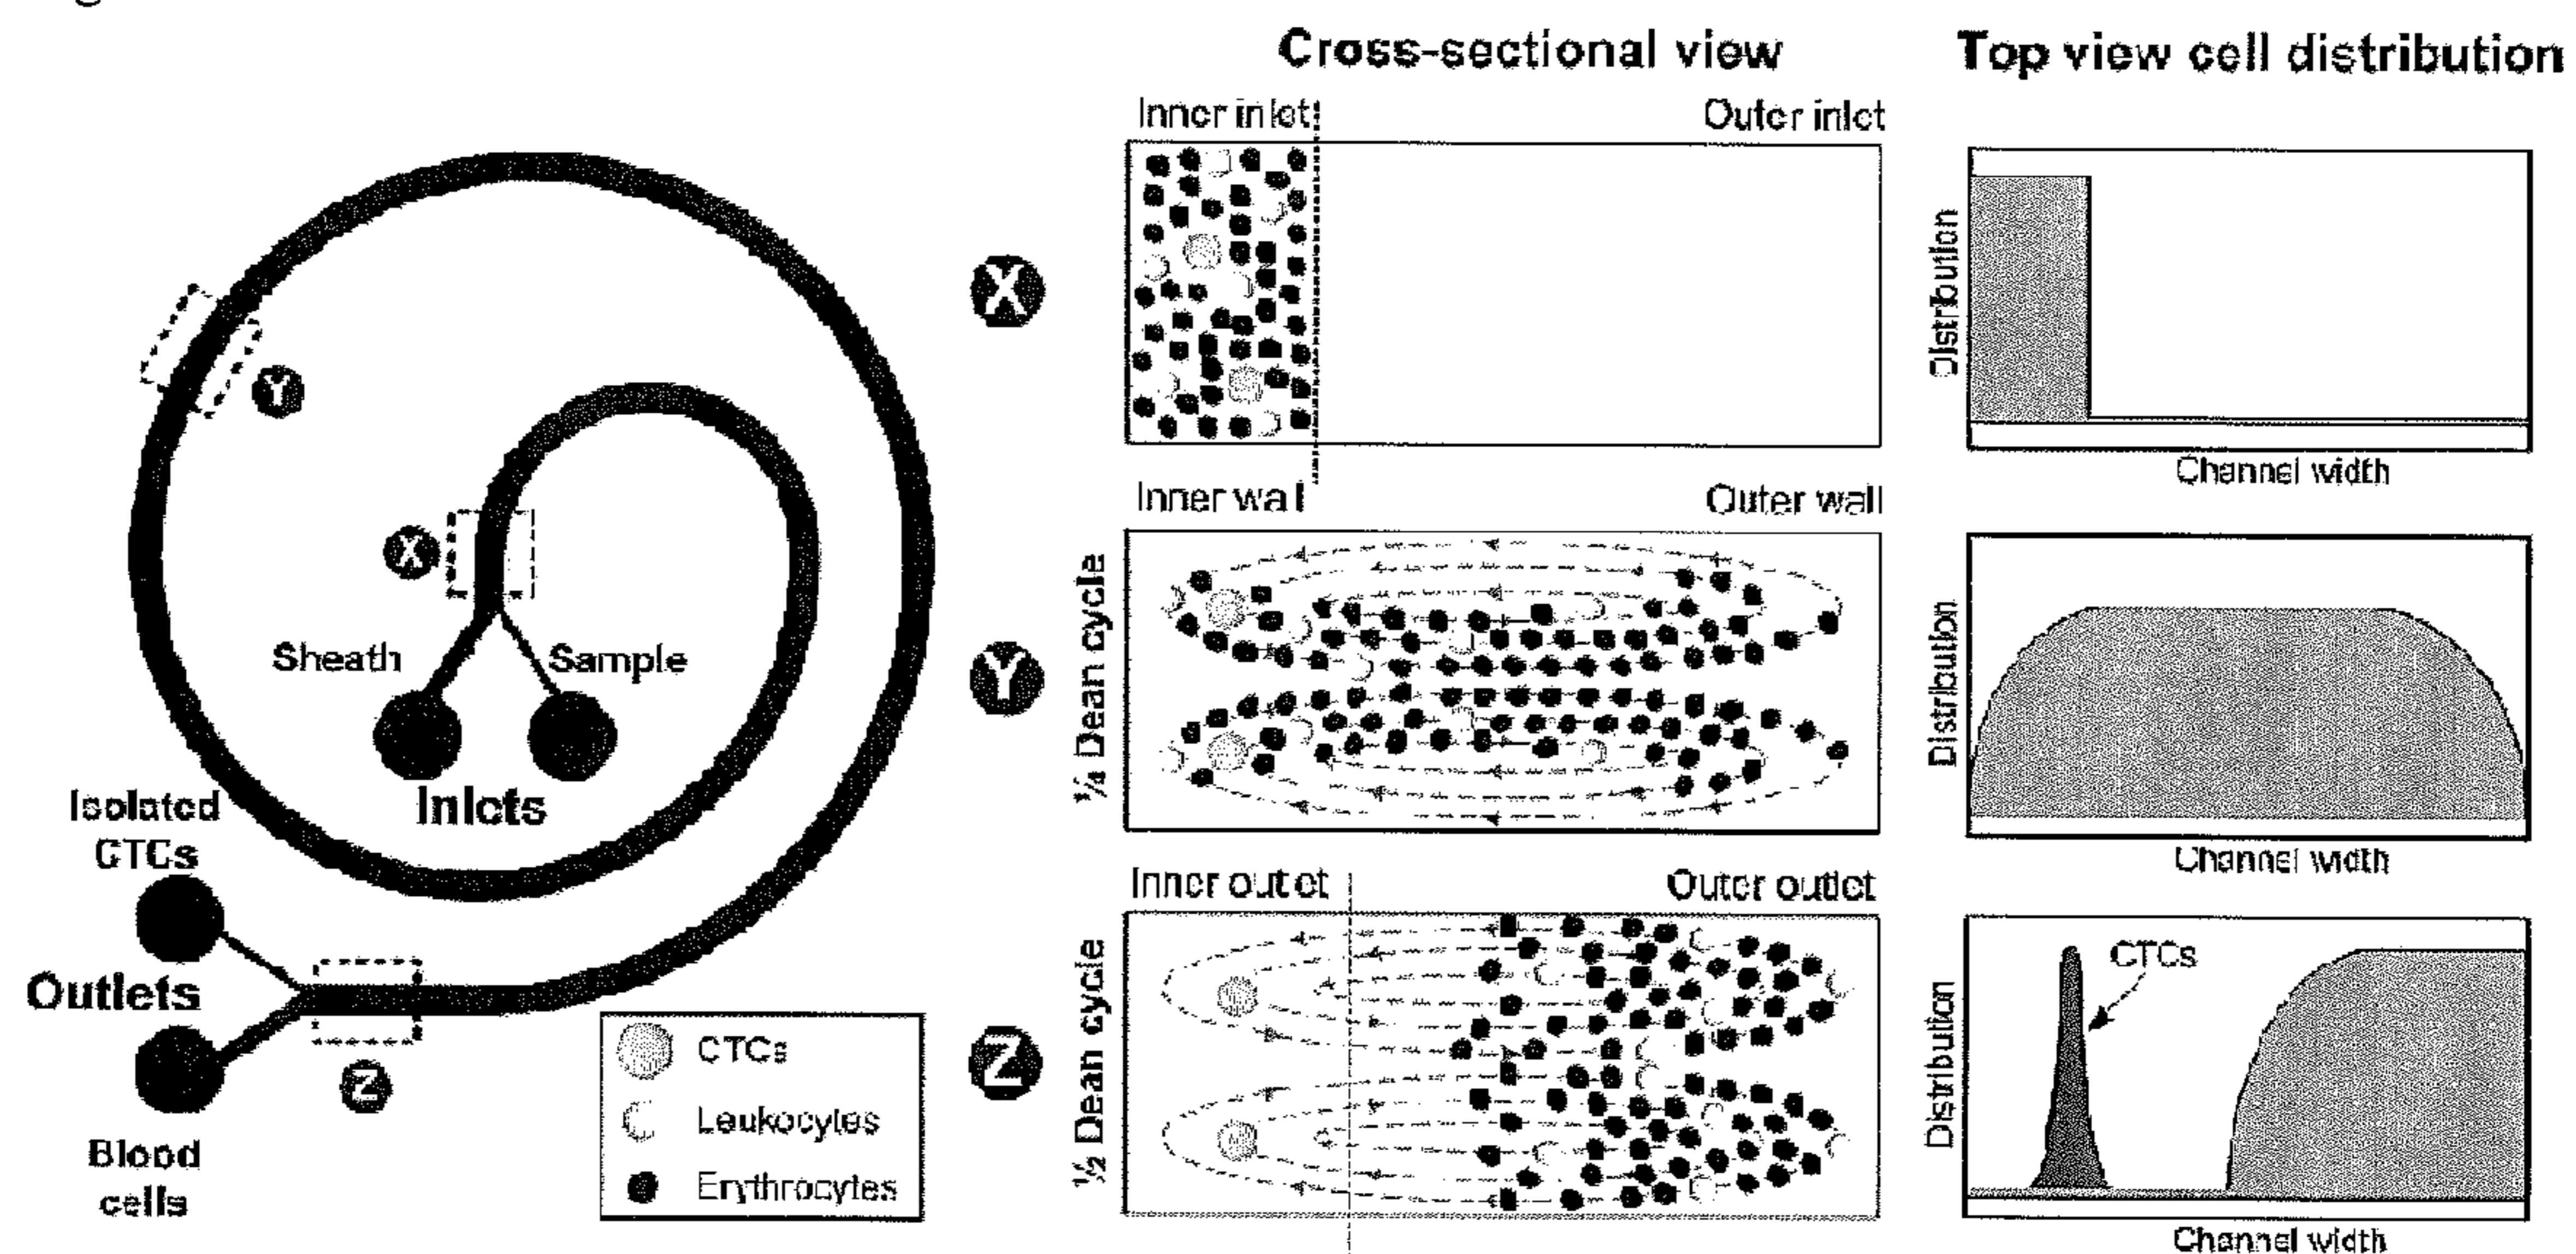 Cross-sectional view
Top view cell distribution
Inner inlet
Outer inlet
X
Distribution
Channel width
Inner wall
Outer wall
Y
¼ Dean cycle
Distribution
Channel width
Inner outlet
Outer outlet
Z
½ Dean cycle
CTCs
Distribution
Channel width
Y
X
Sheath
Sample
Inlets
Isolated
CTCs
Outlets
Z
Blood
cells
CTCs
Leukocytes
Erythrocytes